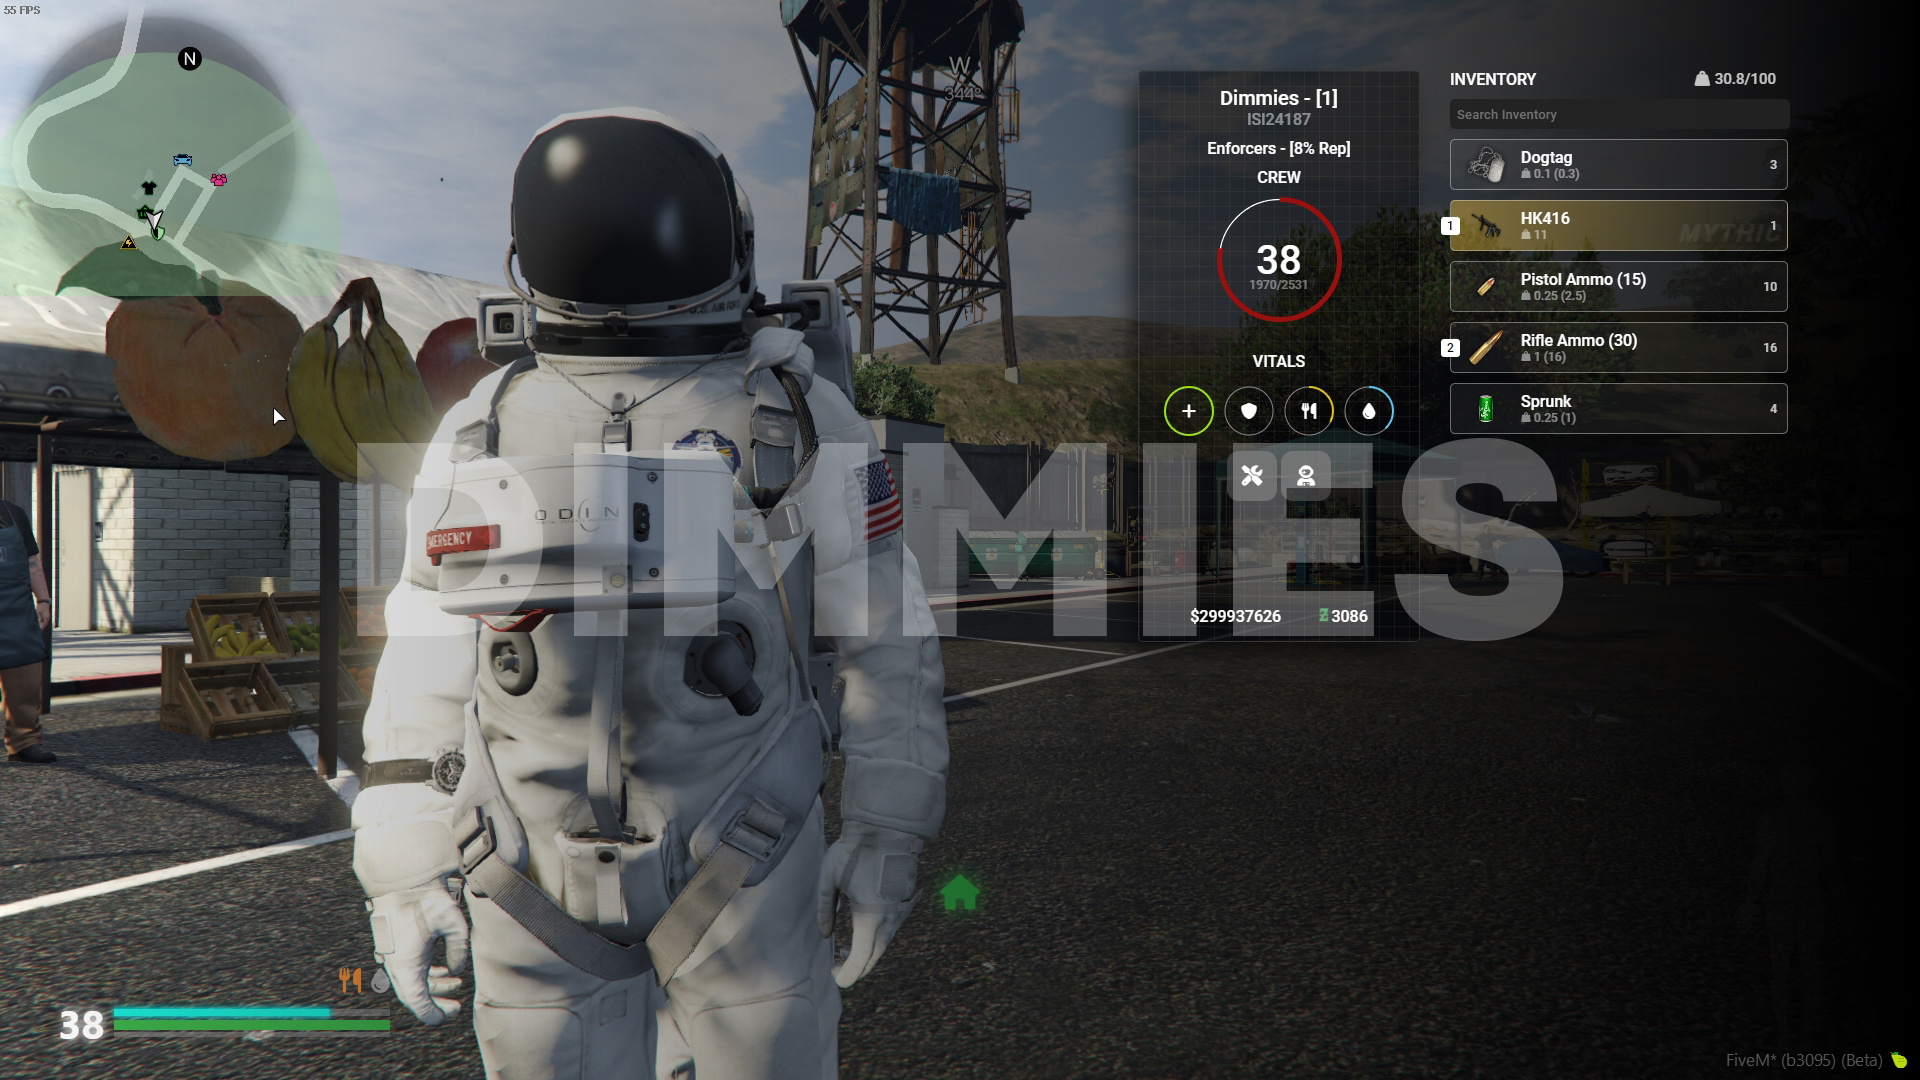 55 FPS
N
W
344°
Dimmies - [1]
ISI24187
Enforcers - [8% Rep]
CREW
38
1970/2531
VITALS
$299937626
3086
INVENTORY
30.8/100
Search Inventory
Dogtag
0.1 (0.3)
3
1
HK416
11
1
MYTHIC
Pistol Ammo (15)
0.25 (2.5)
10
2
Rifle Ammo (30)
1 (16)
16
Sprunk
0.25 (1)
4
DIMMIES
U.S. AIR FORCE
ODIN
EMERGENCY
38
FiveM* (b3095) (Beta)